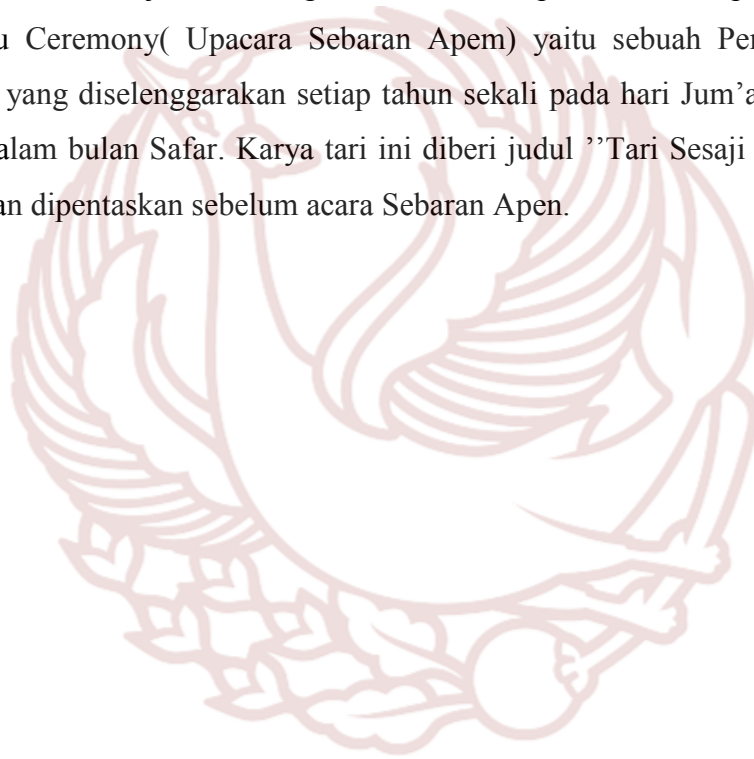 u Ceremony( Upacara Sebaran Apem) yaitu sebuah Per
yang diselenggarakan setiap tahun sekali pada hari Jum’a
alam bulan Safar. Karya tari ini diberi judul ’’Tari Sesaji
an dipentaskan sebelum acara Sebaran Apen.